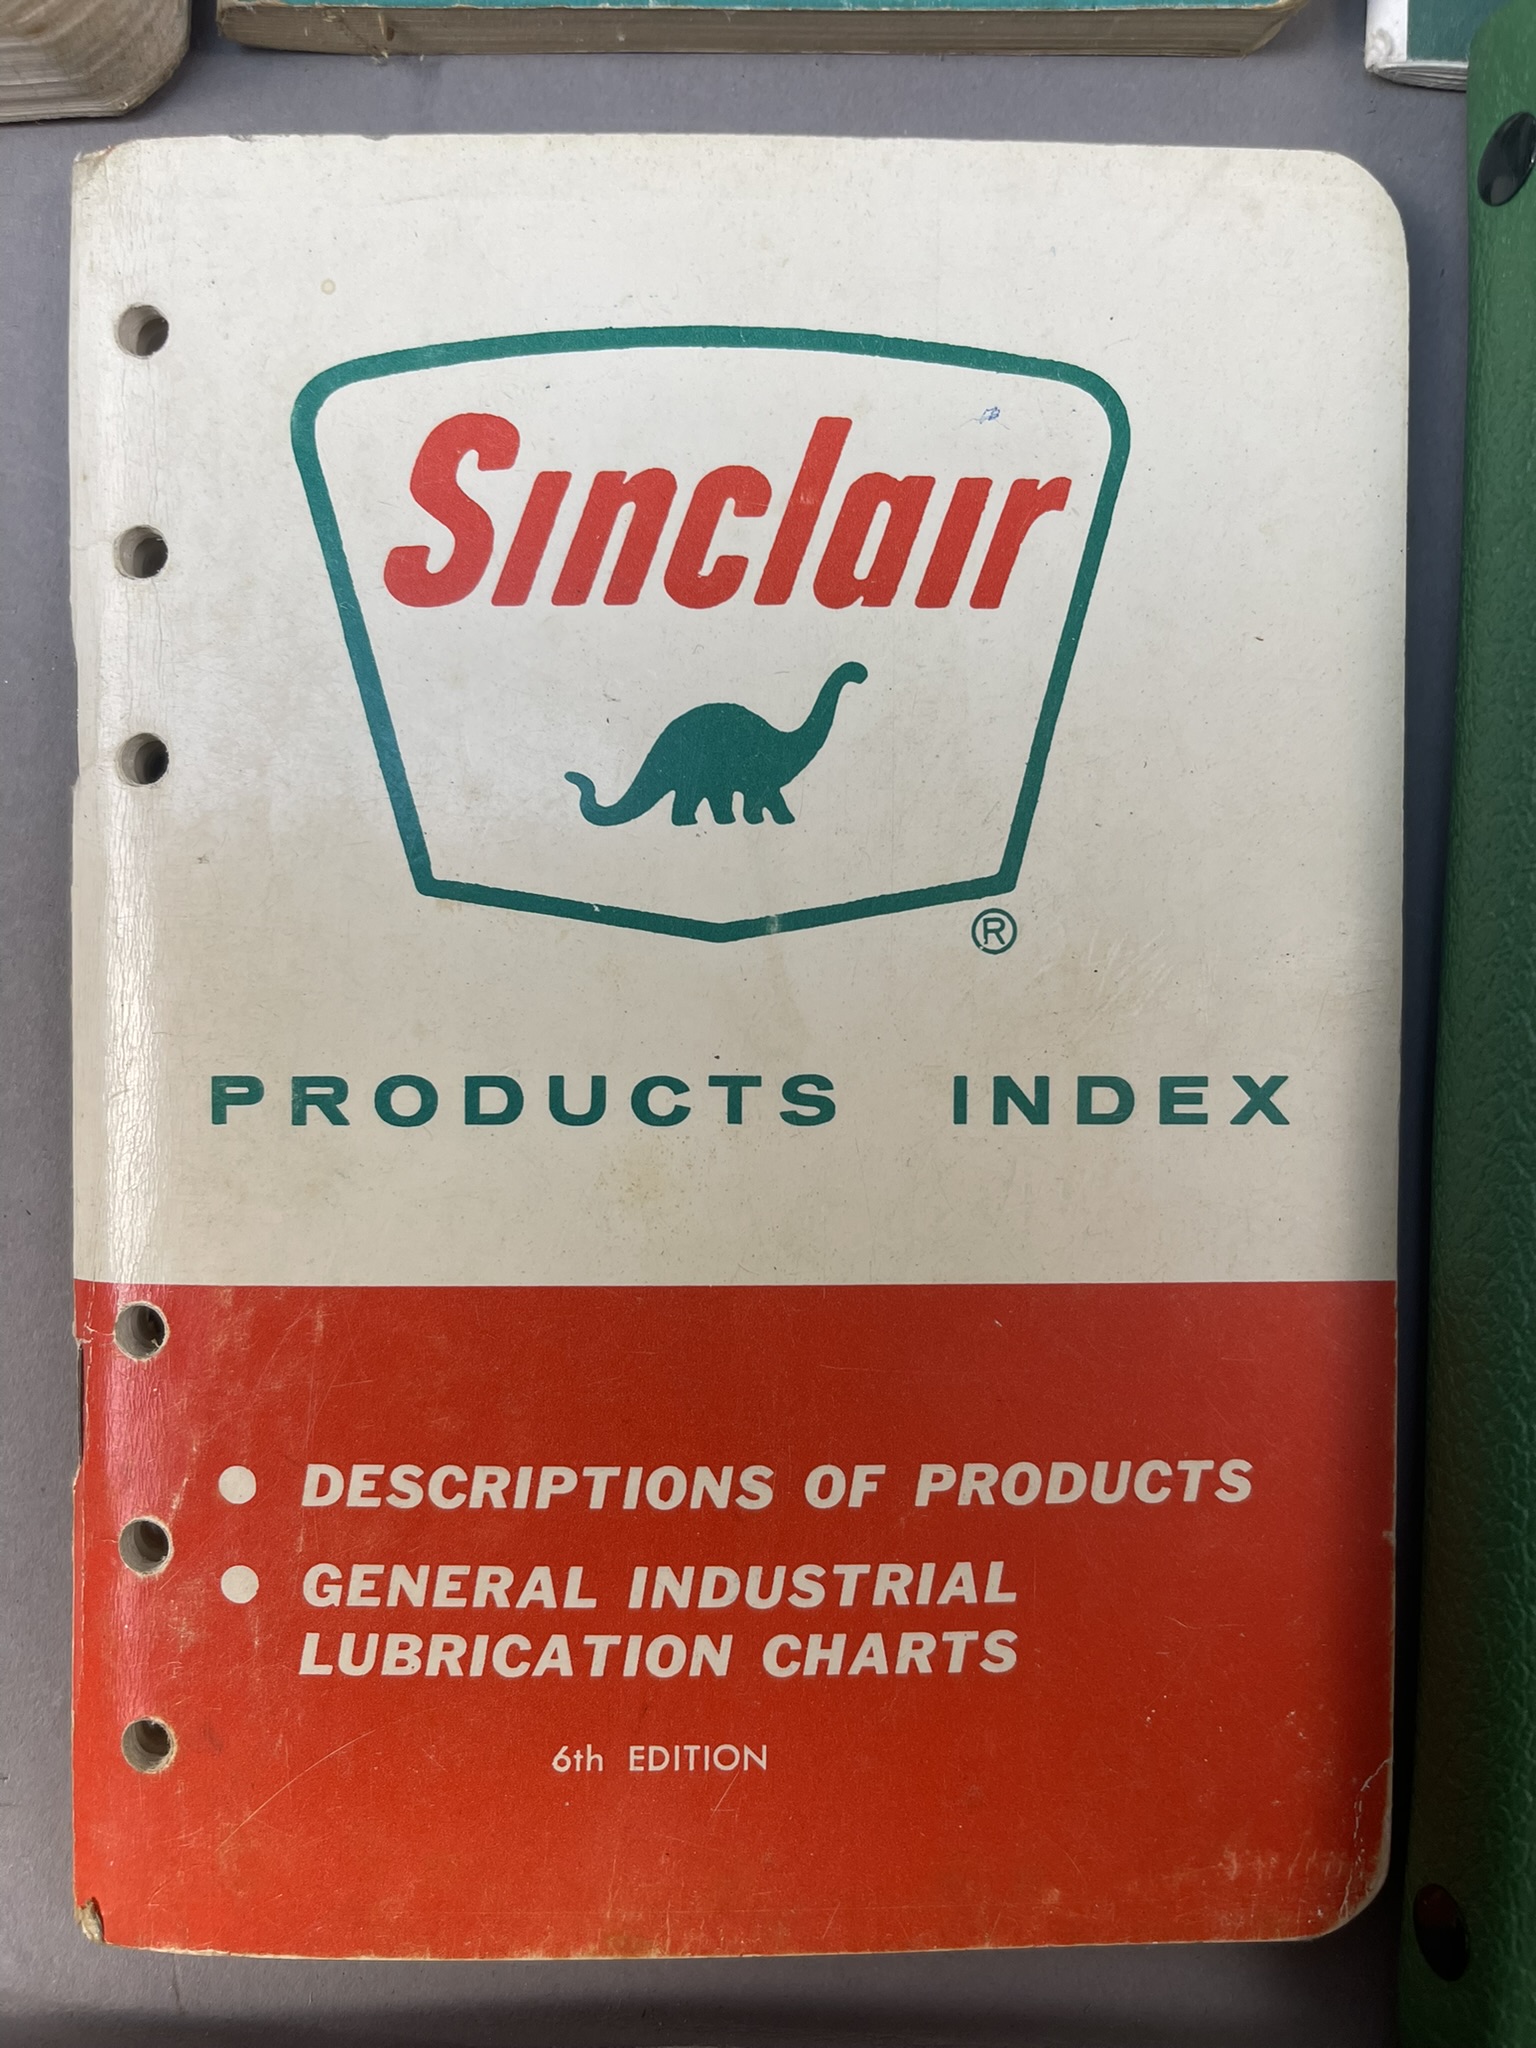 Sinclair
®
PRODUCTS INDEX
● DESCRIPTIONS OF PRODUCTS
● GENERAL INDUSTRIAL
LUBRICATION CHARTS
6th EDITION